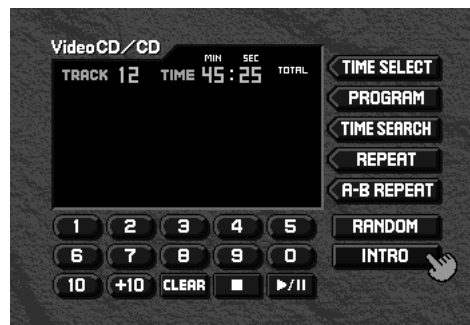 VideoCD/CD
MIN SEC
TRACK 12 TIME 45:25 TOTAL
TIME SELECT
PROGRAM
TIME SEARCH
REPEAT
A-B REPEAT
1 2 3 4 5 RANDOM
6 7 8 9 0 INTRO
10 +10 CLEAR ■ ▶/II